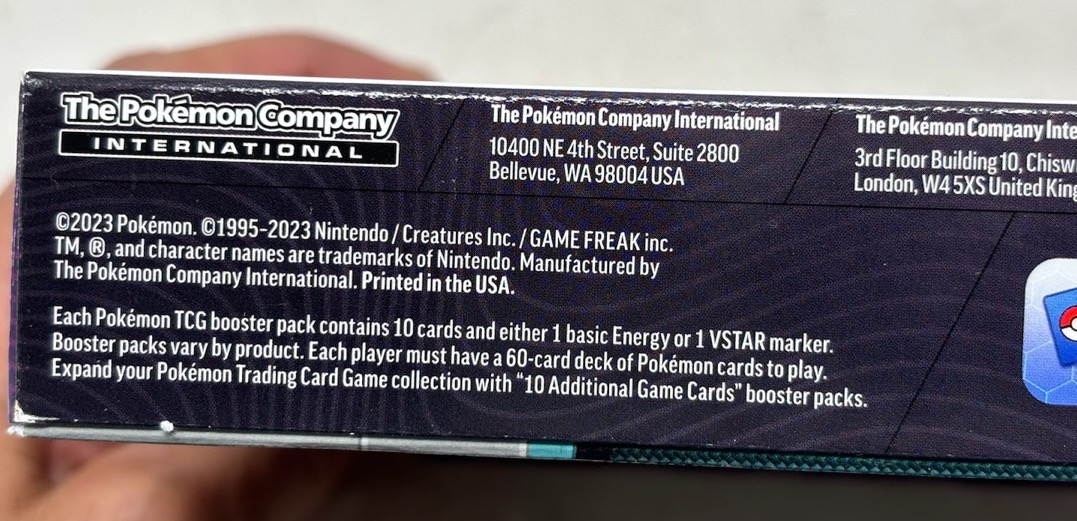 The Pokémon Company
INTERNATIONAL
The Pokémon Company International
10400 NE 4th Street, Suite 2800
Bellevue, WA 98004 USA
The Pokémon Company
3rd Floor Building 10,
London, W4 5XS United
©2023 Pokémon. ©1995–2023 Nintendo / Creatures Inc. / GAME FREAK inc.
TM, ®, and character names are trademarks of Nintendo. Manufactured by
The Pokémon Company International. Printed in the USA.
Each Pokémon TCG booster pack contains 10 cards and either 1 basic Energy or 1 VSTAR marker.
Booster packs vary by product. Each player must have a 60-card deck of Pokémon cards to play.
Expand your Pokémon Trading Card Game collection with “10 Additional Game Cards” booster packs.